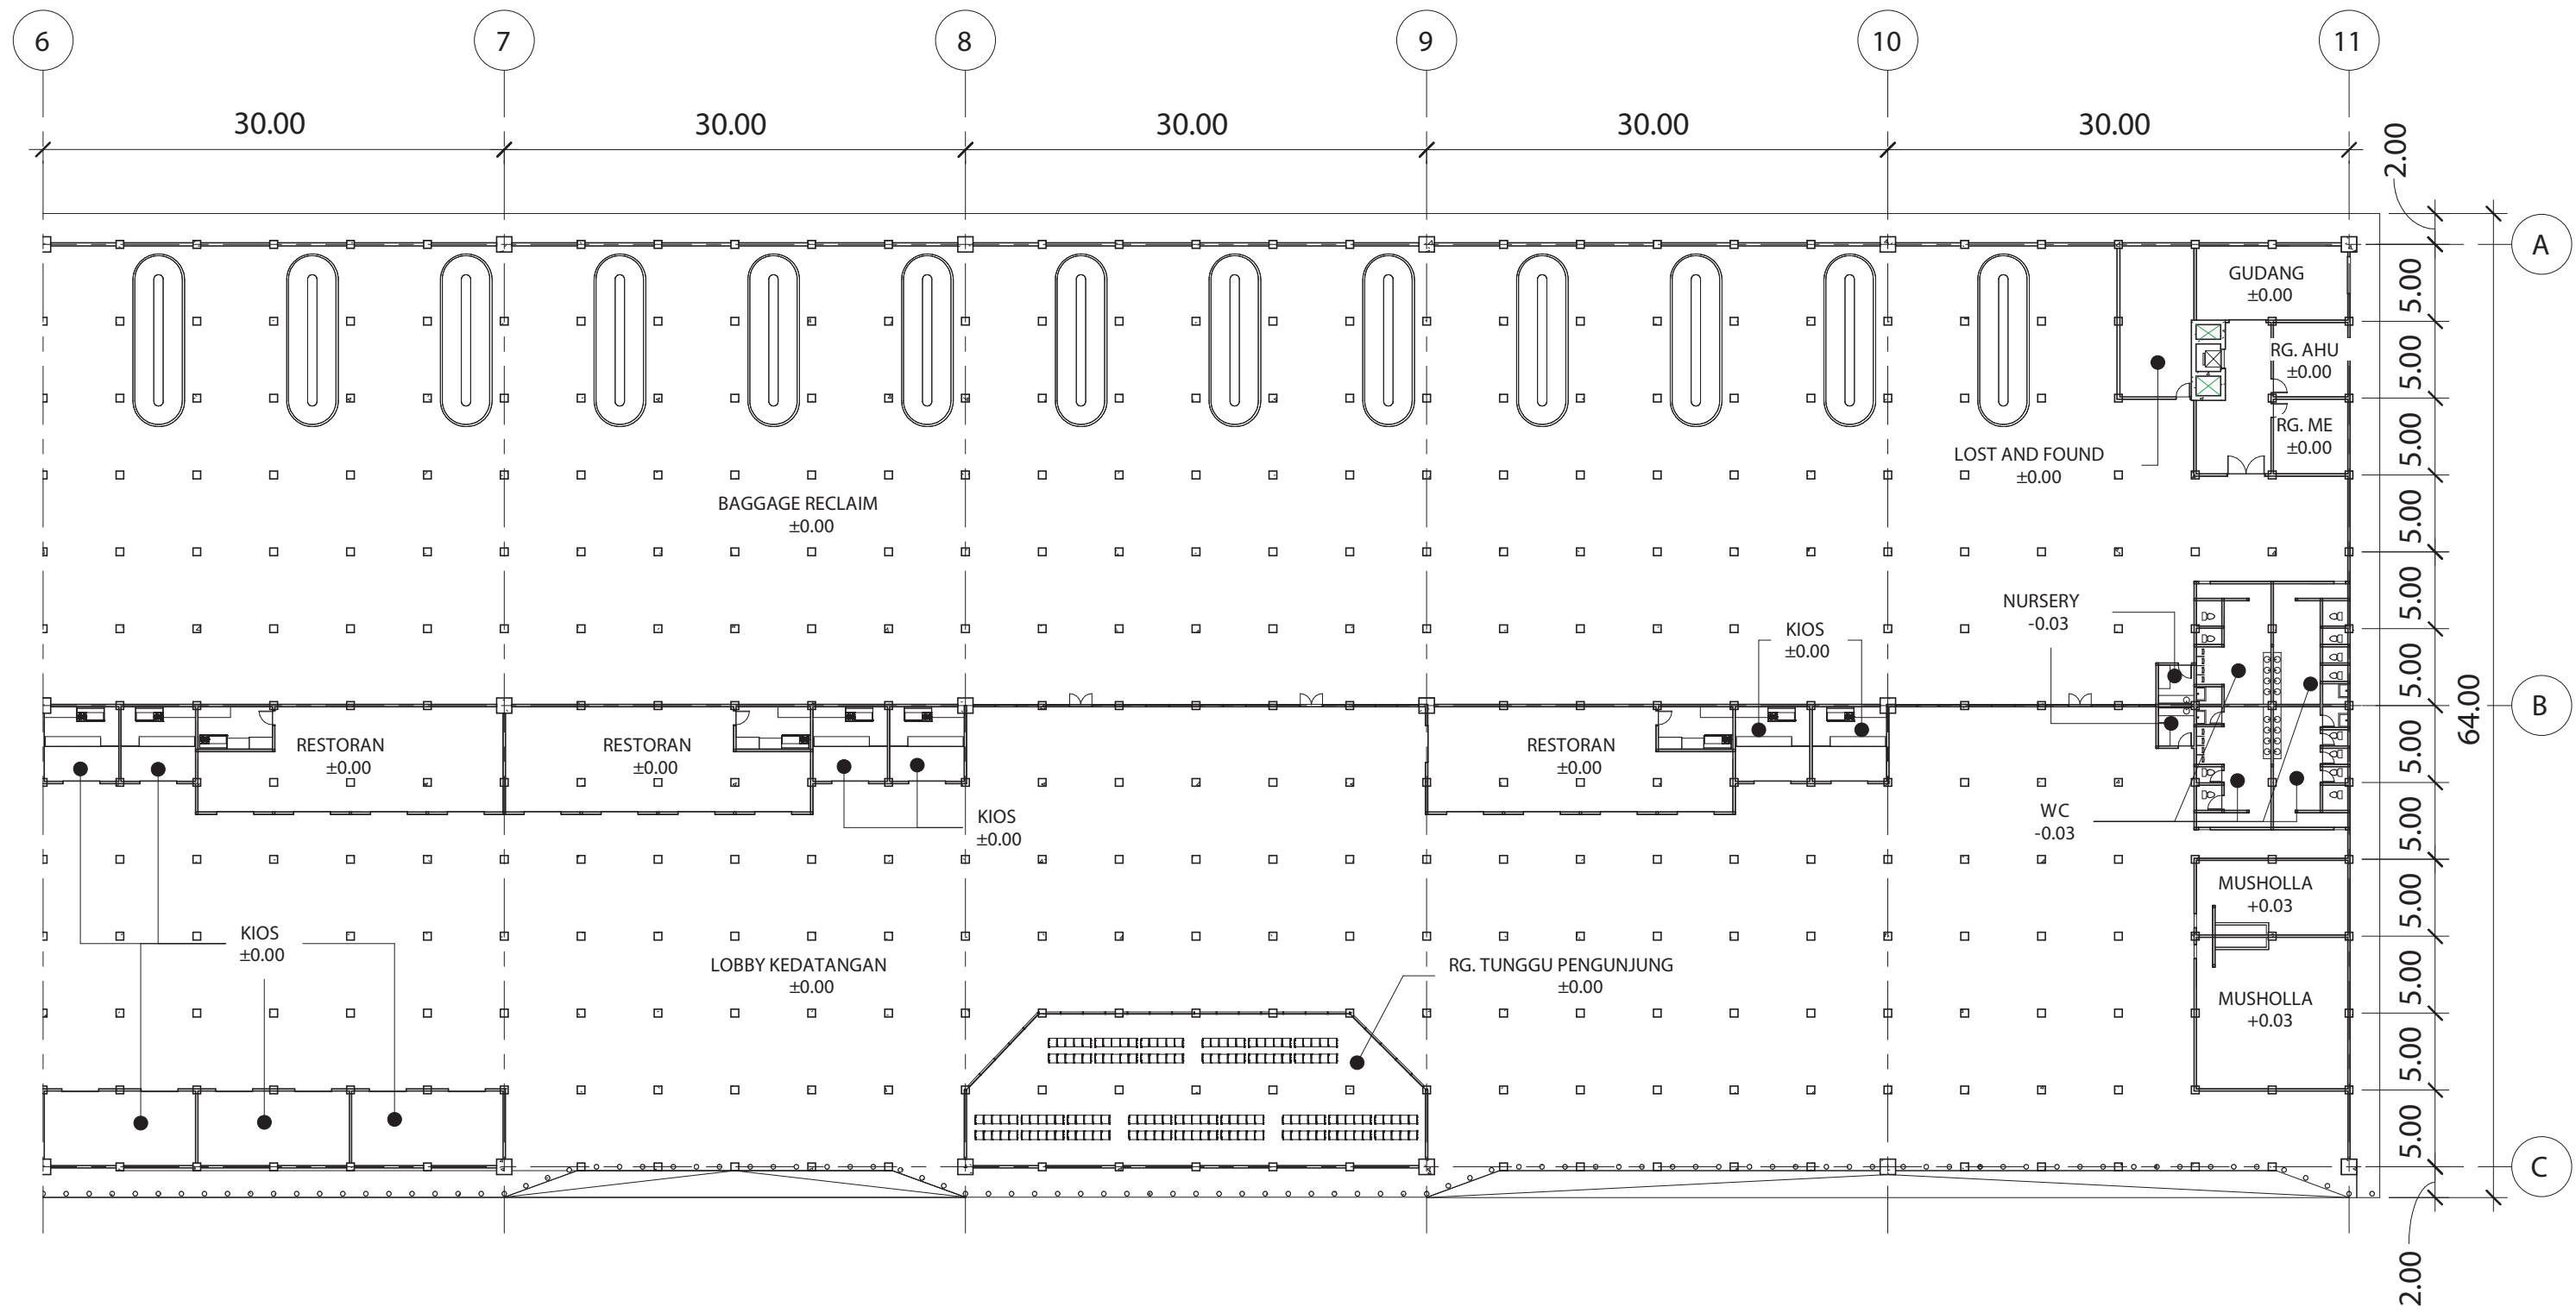 6
7
8
9
10
11
30.00
30.00
30.00
30.00
30.00
2.00
A
GUDANG
±0.00
5.00
RG. AHU
±0.00
5.00
RG. ME
±0.00
5.00
LOST AND FOUND
±0.00
BAGGAGE RECLAIM
±0.00
5.00
5.00
NURSERY
-0.03
KIOS
±0.00
5.00
B
64.00
RESTORAN
±0.00
RESTORAN
±0.00
RESTORAN
±0.00
5.00
KIOS
±0.00
WC
-0.03
5.00
MUSHOLLA
+0.03
5.00
KIOS
±0.00
LOBBY KEDATANGAN
±0.00
RG. TUNGGU PENGUNJUNG
±0.00
5.00
MUSHOLLA
+0.03
5.00
5.00
C
2.00